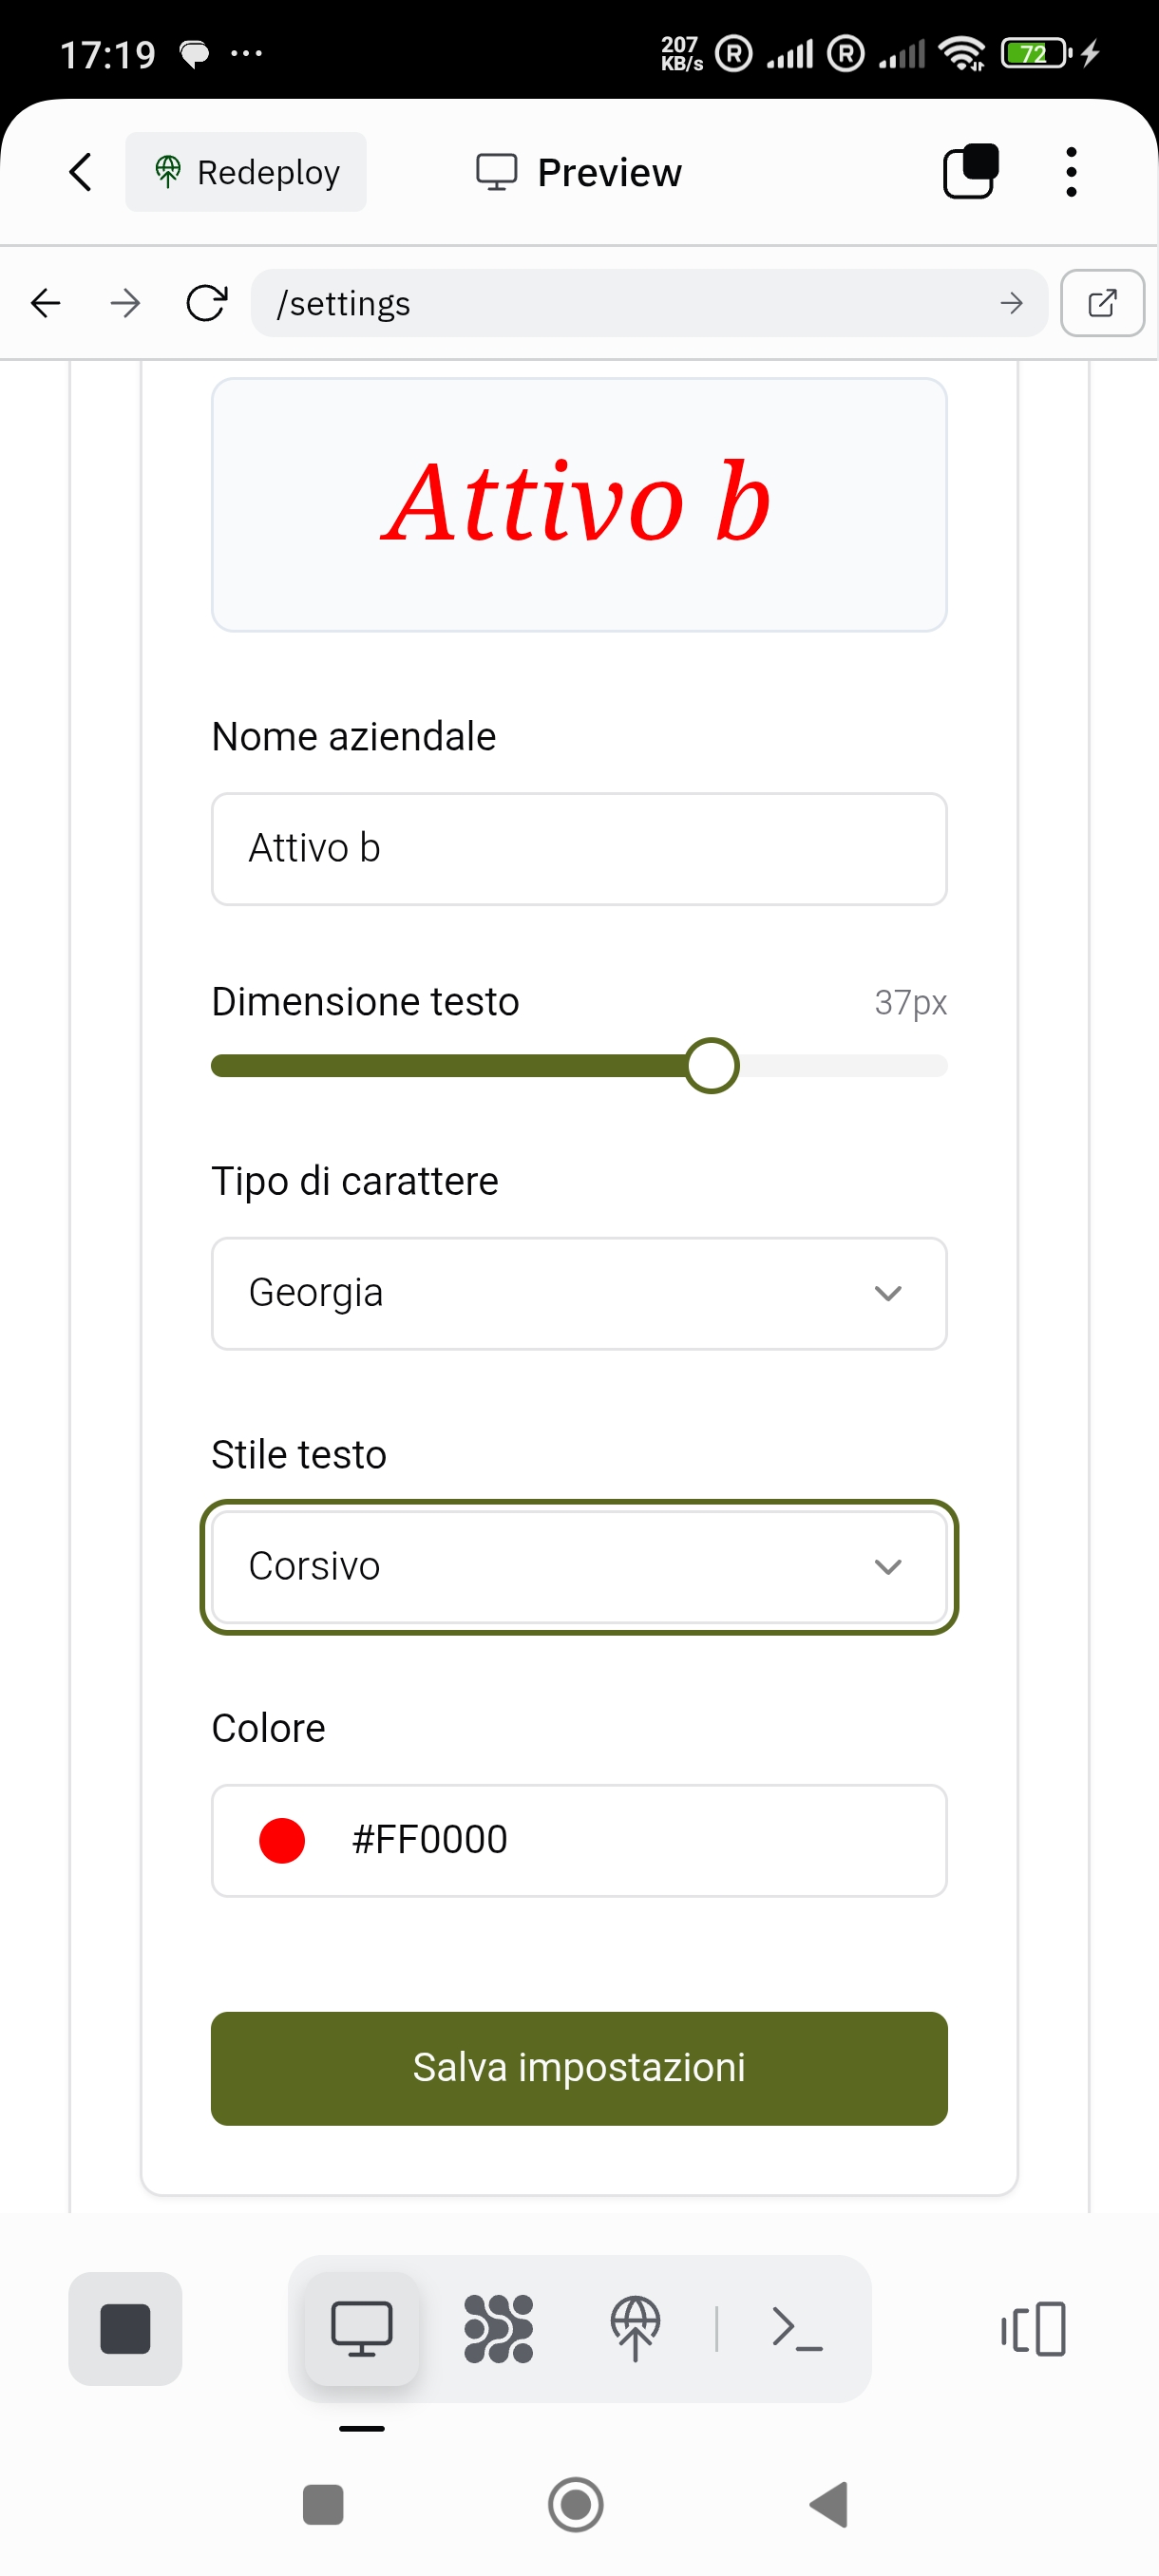 17:19
207
KB/s
R
R
72
Redeploy
Preview
/settings
Attivo b
Nome aziendale
Attivo b
Dimensione testo 37px
Tipo di carattere
Georgia
Stile testo
Corsivo
Colore
#FF0000
Salva impostazioni